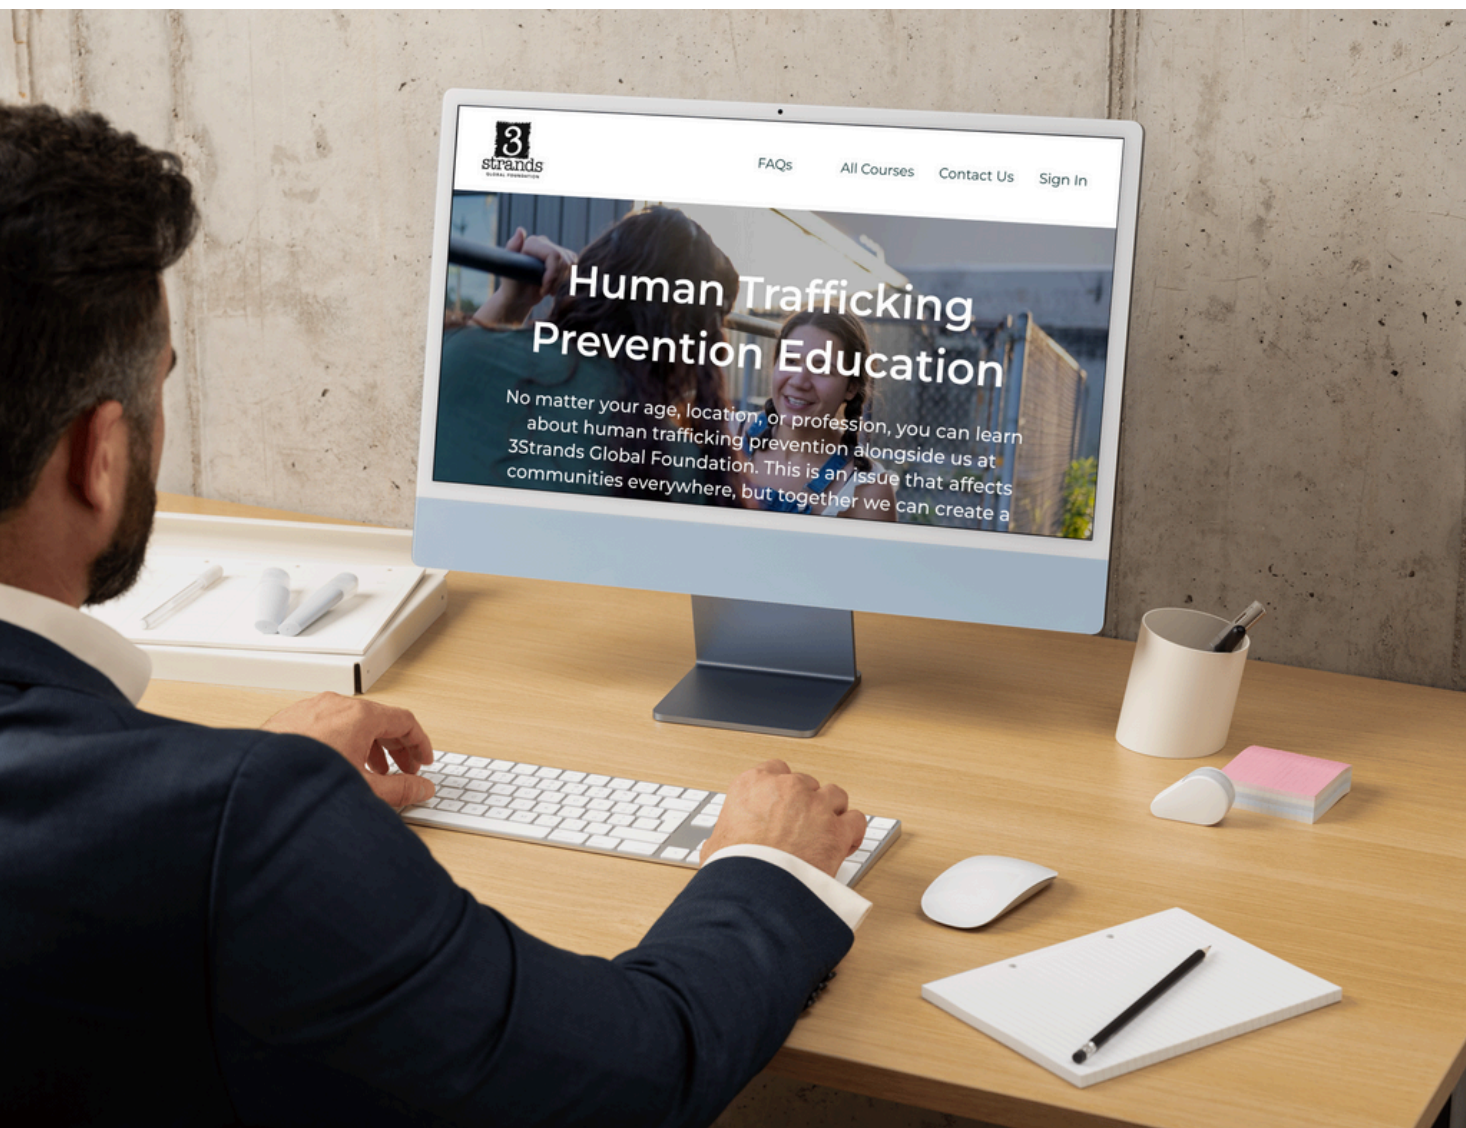 3
strands
GLOBAL FOUNDATION
FAQs All Courses Contact Us Sign In
Human Trafficking
Prevention Education
No matter your age, location, or profession, you can learn
about human trafficking prevention alongside us at
3Strands Global Foundation. This is an issue that affects
communities everywhere, but together we can create a